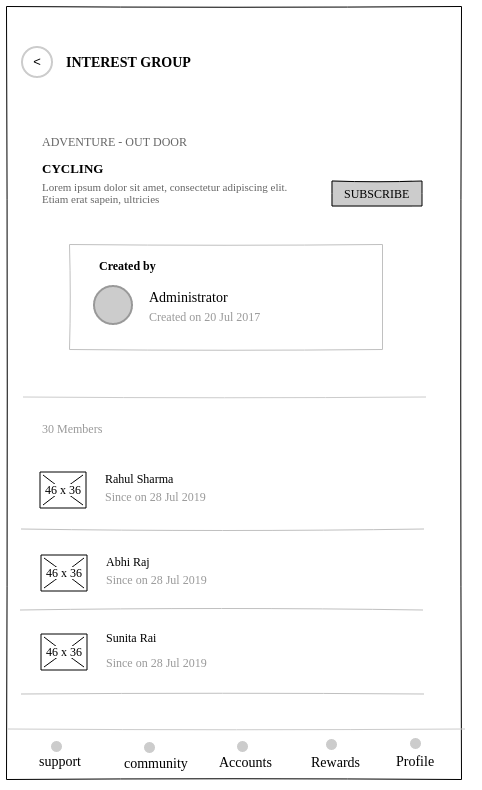 <
INTEREST GROUP
ADVENTURE - OUT DOOR
CYCLING
Lorem ipsum dolor sit amet, consectetur adipiscing elit.
Etiam erat sapein, ultricies
SUBSCRIBE
Created by
Administrator
Created on 20 Jul 2017
30 Members
46 x 36
Rahul Sharma
Since on 28 Jul 2019
46 x 36
Abhi Raj
Since on 28 Jul 2019
46 x 36
Sunita Rai
Since on 28 Jul 2019
support community Accounts Rewards Profile